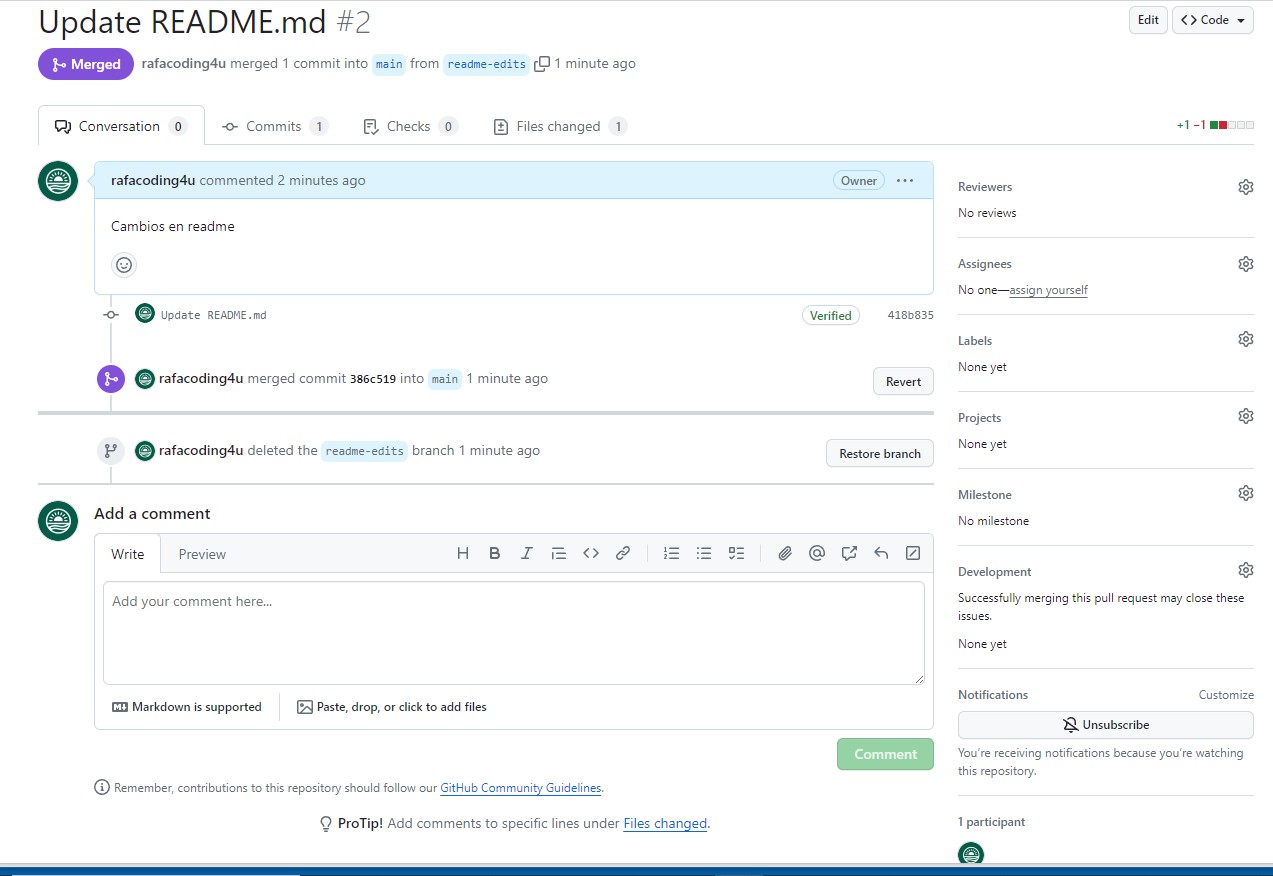 Update README.md #2
Edit
Code
Merged
rafacoding4u merged 1 commit into main from readme-edits 1 minute ago
Conversation 0
Commits 1
Checks 0
Files changed 1
+1 −1
rafacoding4u commented 2 minutes ago
Owner
Cambios en readme
Update README.md
Verified
418b835
rafacoding4u merged commit 386c519 into main 1 minute ago
Revert
rafacoding4u deleted the readme-edits branch 1 minute ago
Restore branch
Add a comment
Write
Preview
Add your comment here...
Markdown is supported
Paste, drop, or click to add files
Comment
Remember, contributions to this repository should follow our GitHub Community Guidelines.
ProTip! Add comments to specific lines under Files changed.
Reviewers
No reviews
Assignees
No one—assign yourself
Labels
None yet
Projects
None yet
Milestone
No milestone
Development
Successfully merging this pull request may close these
issues.
None yet
Notifications
Customize
Unsubscribe
You're receiving notifications because you're watching
this repository.
1 participant